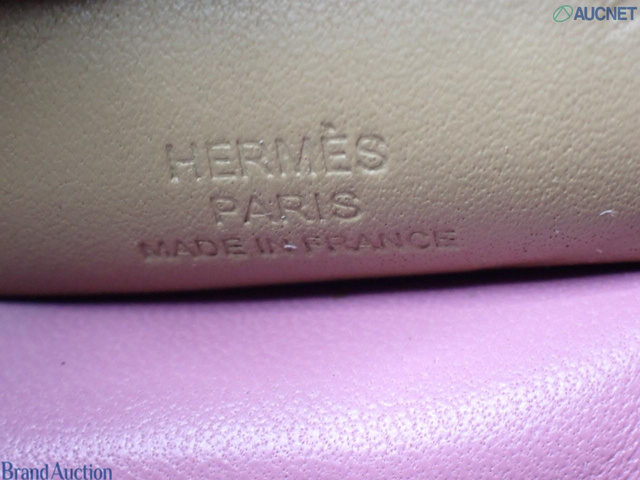 AUCNET
HERMÈS
PARIS
MADE IN FRANCE
Brand Auction